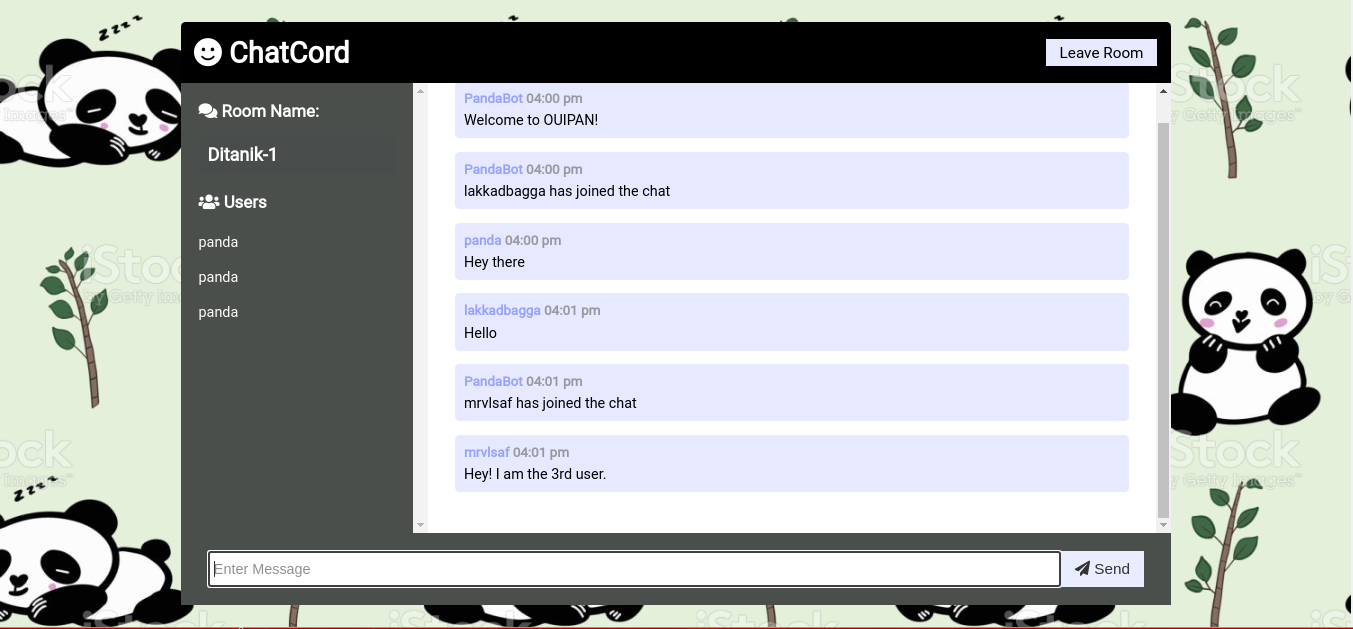 zzzz
ChatCord
Leave Room
Room Name:
Ditanik-1
Users
panda
panda
panda
PandaBot 04:00 pm
Welcome to OUIPAN!
PandaBot 04:00 pm
lakkadbagga has joined the chat
panda 04:00 pm
Hey there
lakkadbagga 04:01 pm
Hello
PandaBot 04:01 pm
mrvlsaf has joined the chat
mrvlsaf 04:01 pm
Hey! I am the 3rd user.
Enter Message
Send
iStock
by Getty Images™
zzzz